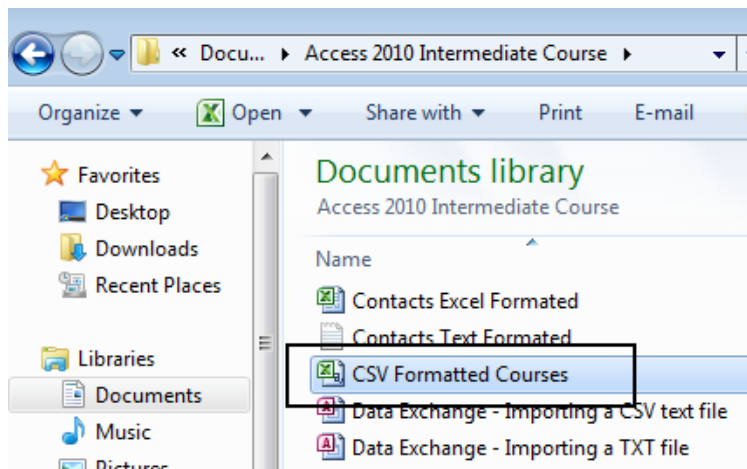 « Docu... Access 2010 Intermediate Course
Organize Open Share with Print E-mail
Favorites
Desktop
Downloads
Recent Places
Libraries
Documents
Music
Pictures
Documents library
Access 2010 Intermediate Course
Name
Contacts Excel Formated
Contacts Text Formated
CSV Formatted Courses
Data Exchange - Importing a CSV text file
Data Exchange - Importing a TXT file